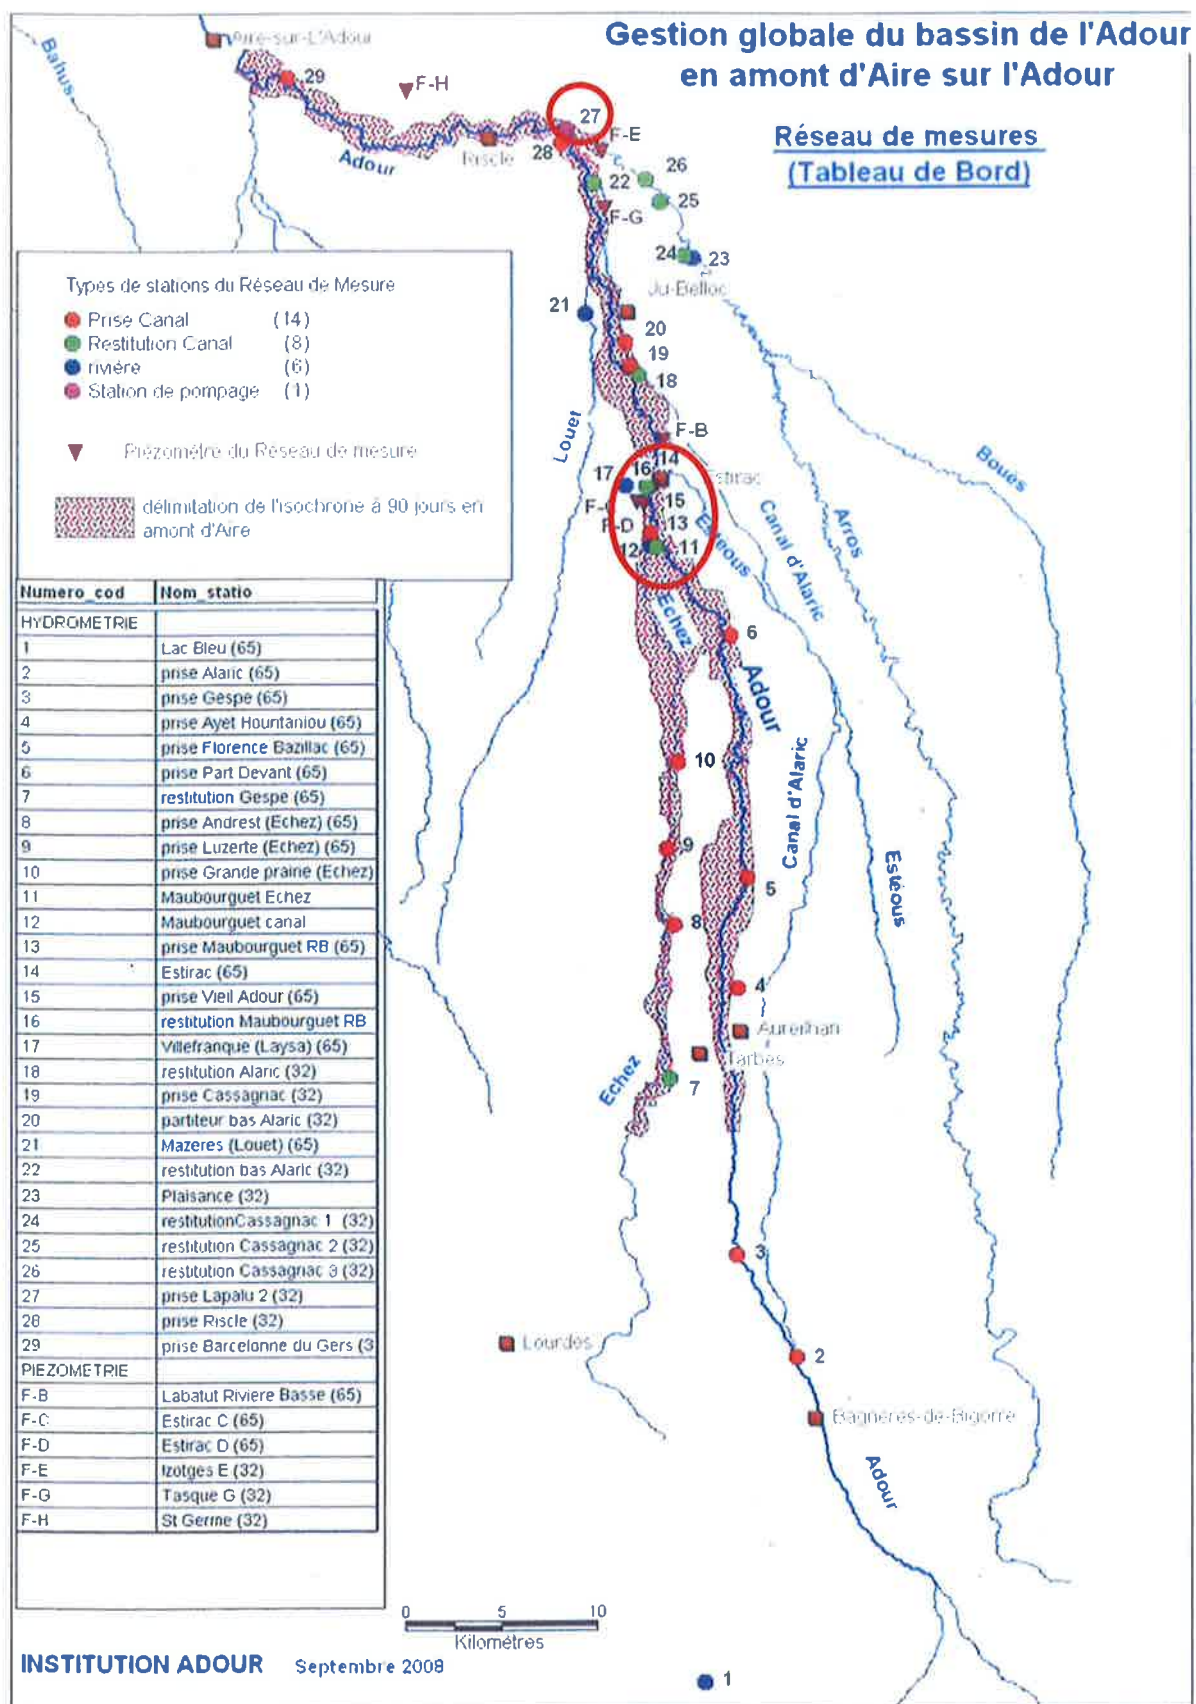 Gestion globale du bassin de l'Adour
en amont d'Aire sur l'Adour
Réseau de mesures
(Tableau de Bord)
Bahus
Aire-sur-L'Adour
29
F-H
27
F-E
28
Riscle
Adour
22
26
25
F-G
24
23
Ju-Belloc
21
20
19
18
Louet
F-B
14
17
16
Estirac
15
F-D
13
12
11
Estéous
Canal d'Alaric
Arros
Boues
Echez
6
Adour
10
Canal d'Alaric
9
5
Estéous
8
4
Aureilhan
Tarbes
Echez
7
3
Lourdes
2
Bagnères-de-Bigorre
Adour
1
Types de stations du Réseau de Mesure
Prise Canal (14)
Restitution Canal (8)
rivière (6)
Station de pompage (1)
Piézomètre du Réseau de mesure
délimitation de l'isochrone à 90 jours en
amont d'Aire
Numero_cod Nom_statio
HYDROMETRIE
1 Lac Bleu (65)
2 prise Alaric (65)
3 prise Gespe (65)
4 prise Ayet Hountaniou (65)
5 prise Florence Bazillac (65)
6 prise Part Devant (65)
7 restitution Gespe (65)
8 prise Andrest (Echez) (65)
9 prise Luzerte (Echez) (65)
10 prise Grande prairie (Echez)
11 Maubourguet Echez
12 Maubourguet canal
13 prise Maubourguet RB (65)
14 Estirac (65)
15 prise Vieil Adour (65)
16 restitution Maubourguet RB
17 Villefranque (Laysa) (65)
18 restitution Alaric (32)
19 prise Cassagnac (32)
20 partiteur bas Alaric (32)
21 Mazeres (Louet) (65)
22 restitution bas Alaric (32)
23 Plaisance (32)
24 restitutionCassagnac 1 (32)
25 restitution Cassagnac 2 (32)
26 restitution Cassagnac 3 (32)
27 prise Lapalu 2 (32)
28 prise Riscle (32)
29 prise Barcelonne du Gers (3
PIEZOMETRIE
F-B Labatut Riviere Basse (65)
F-C Estirac C (65)
F-D Estirac D (65)
F-E Izotges E (32)
F-G Tasque G (32)
F-H St Germe (32)
0 5 10
Kilomètres
INSTITUTION ADOUR Septembre 2008